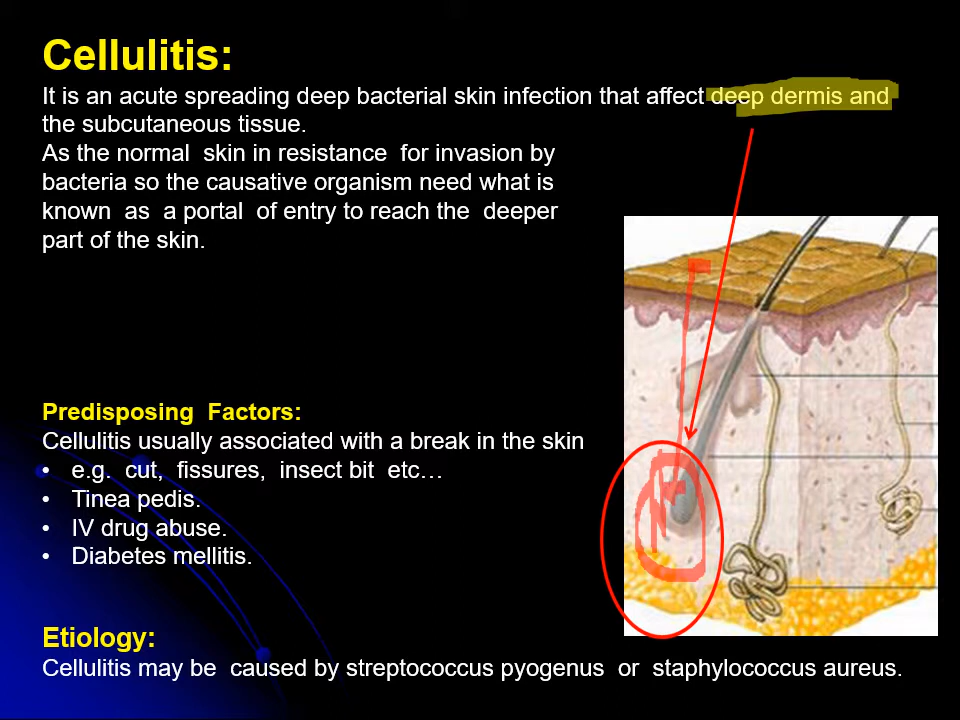 Cellulitis:
It is an acute spreading deep bacterial skin infection that affect deep dermis and
the subcutaneous tissue.
As the normal skin in resistance for invasion by
bacteria so the causative organism need what is
known as a portal of entry to reach the deeper
part of the skin.
Predisposing Factors:
Cellulitis usually associated with a break in the skin
• e.g. cut, fissures, insect bit etc…
• Tinea pedis.
• IV drug abuse.
• Diabetes mellitis.
Etiology:
Cellulitis may be caused by streptococcus pyogenus or staphylococcus aureus.